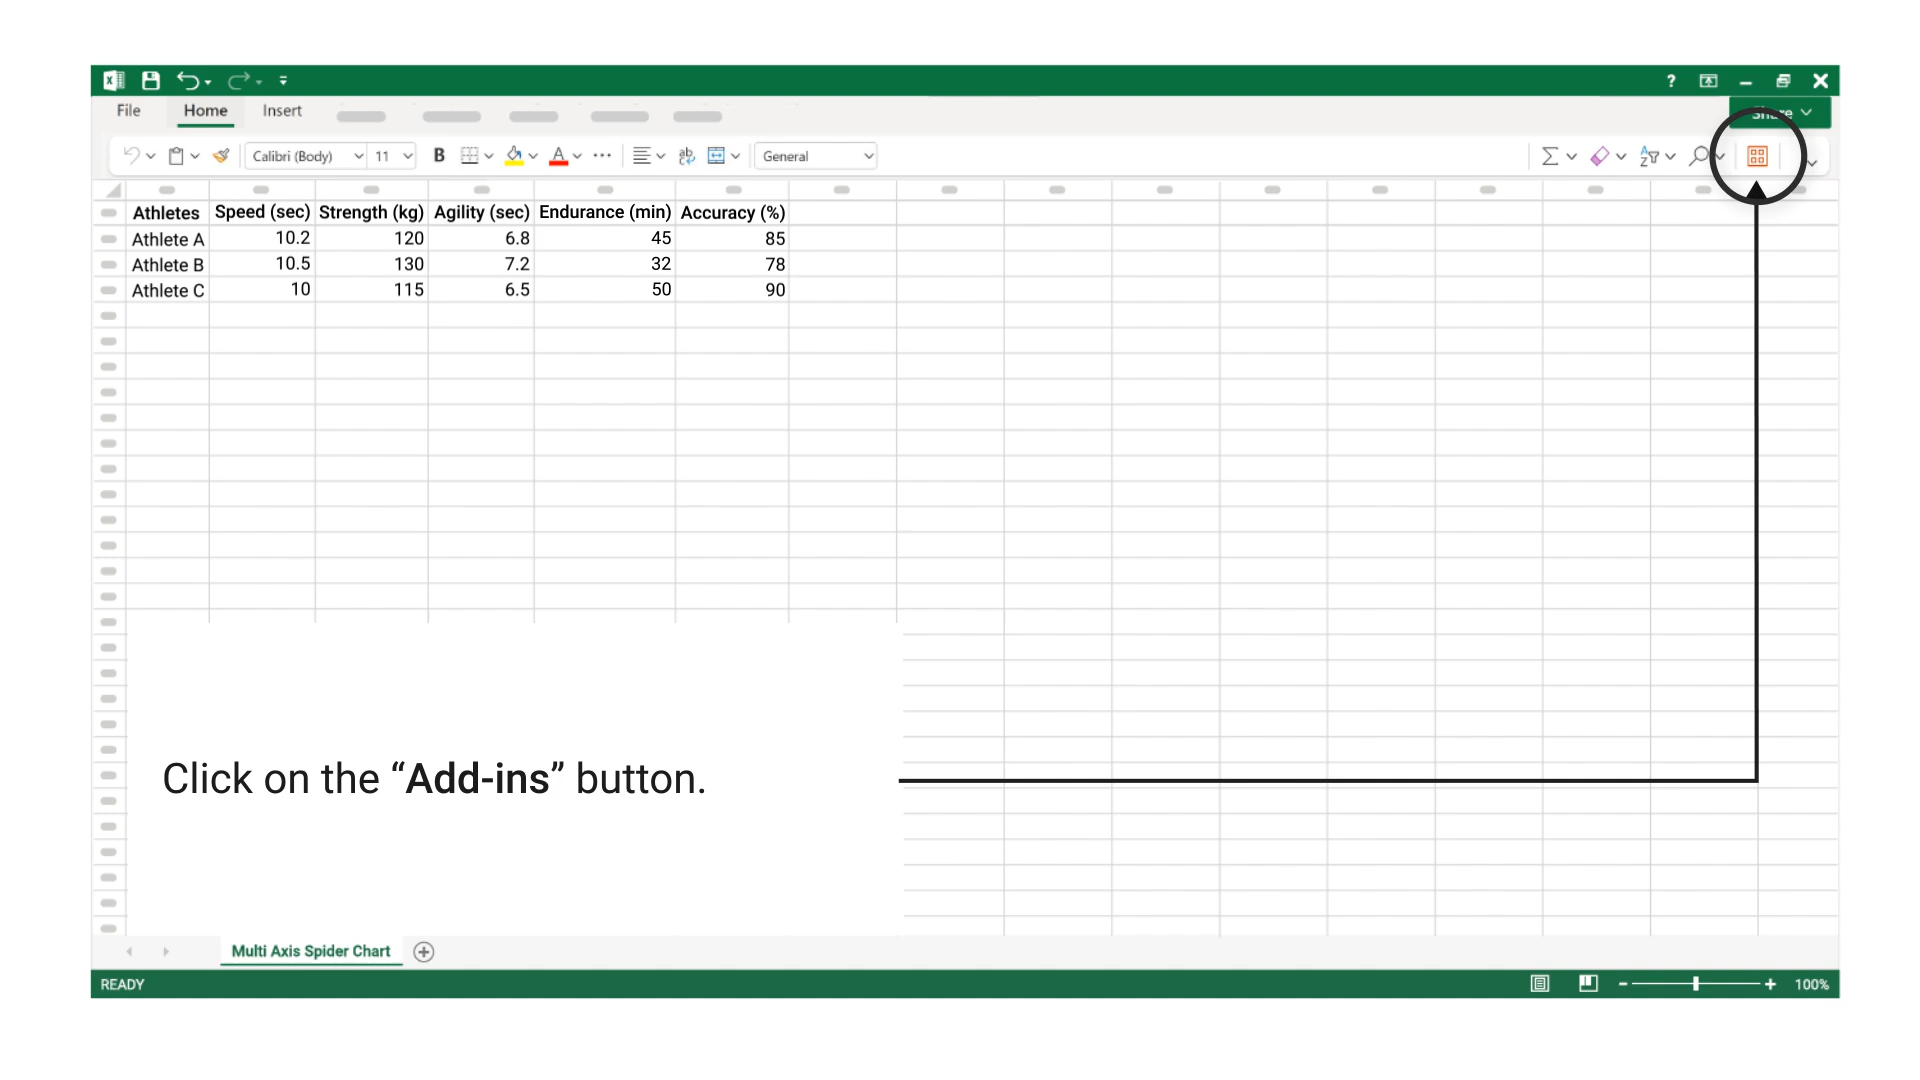 ?
File Home Insert Share
Calibri (Body) 11 B A General
Athletes Speed (sec) Strength (kg) Agility (sec) Endurance (min) Accuracy (%)
Athlete A 10.2 120 6.8 45 85
Athlete B 10.5 130 7.2 32 78
Athlete C 10 115 6.5 50 90
Click on the “Add-ins” button.
Multi Axis Spider Chart
READY 100%